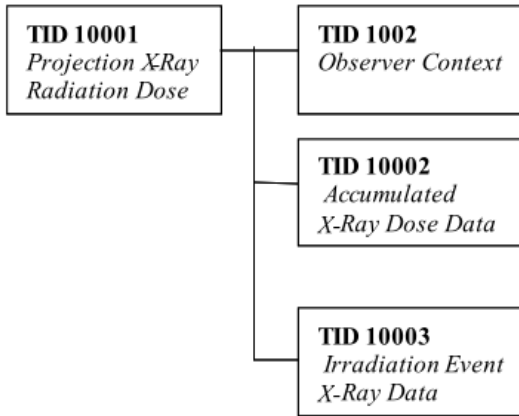 TID 10001
Projection X-Ray
Radiation Dose
TID 1002
Observer Context
TID 10002
Accumulated
X-Ray Dose Data
TID 10003
Irradiation Event
X-Ray Data